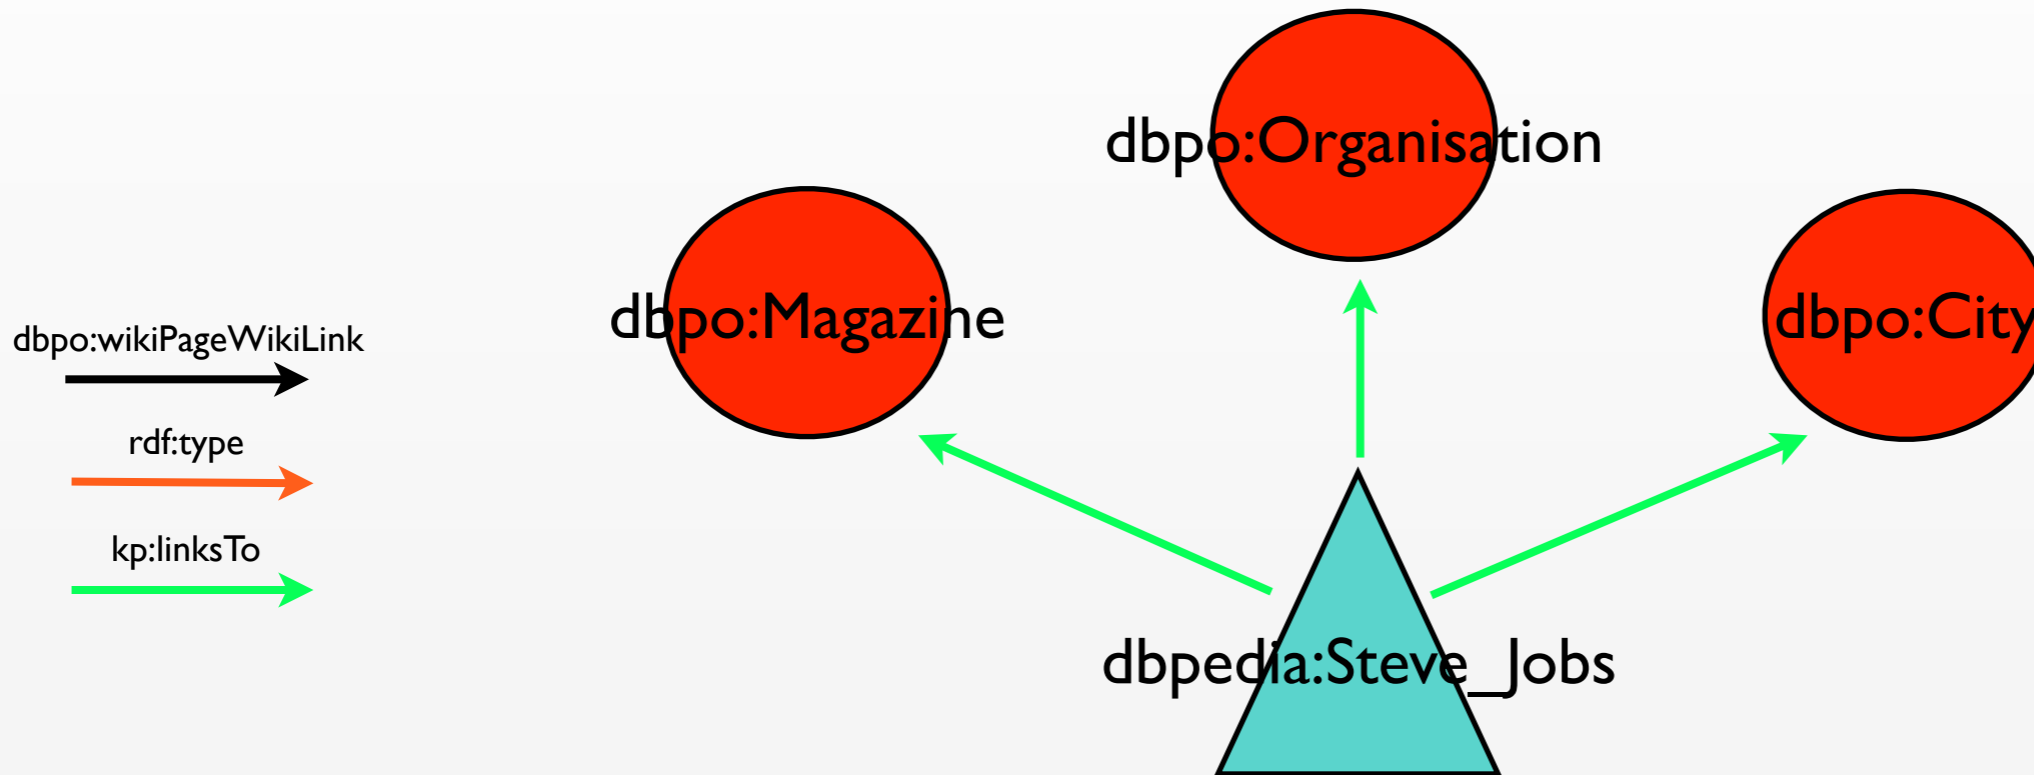 dbpo:Organisation
dbpo:Magazine
dbpo:City
dbpo:wikiPageWikiLink
rdf:type
kp:linksTo
dbpedia:Steve_Jobs